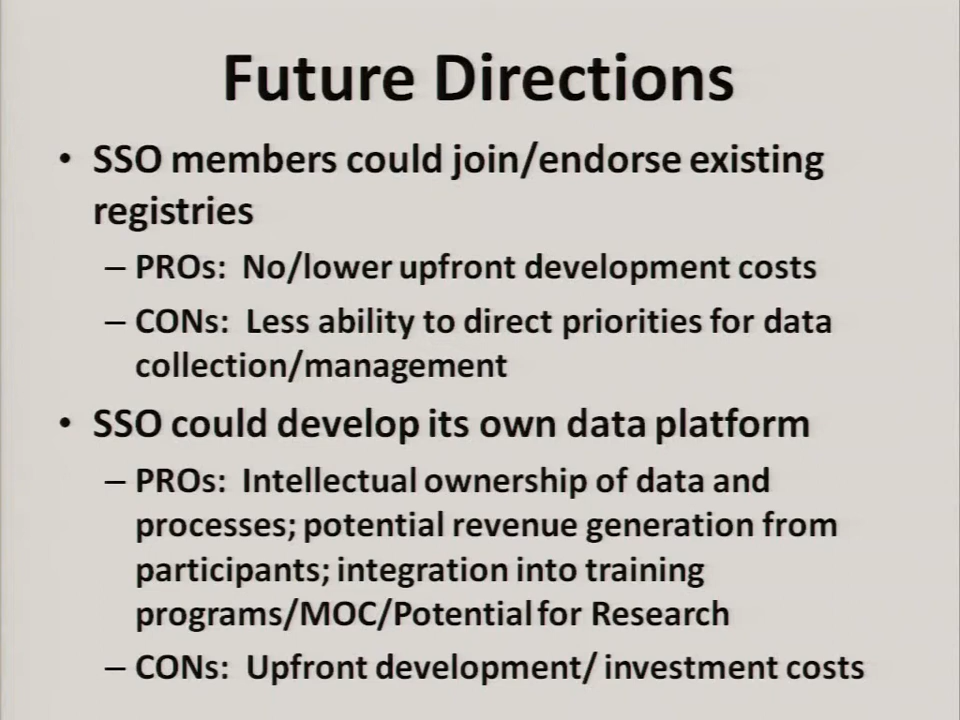 Future Directions
• SSO members could join/endorse existing
registries
– PROs: No/lower upfront development costs
– CONs: Less ability to direct priorities for data
collection/management
• SSO could develop its own data platform
– PROs: Intellectual ownership of data and
processes; potential revenue generation from
participants; integration into training
programs/MOC/Potential for Research
– CONs: Upfront development/ investment costs